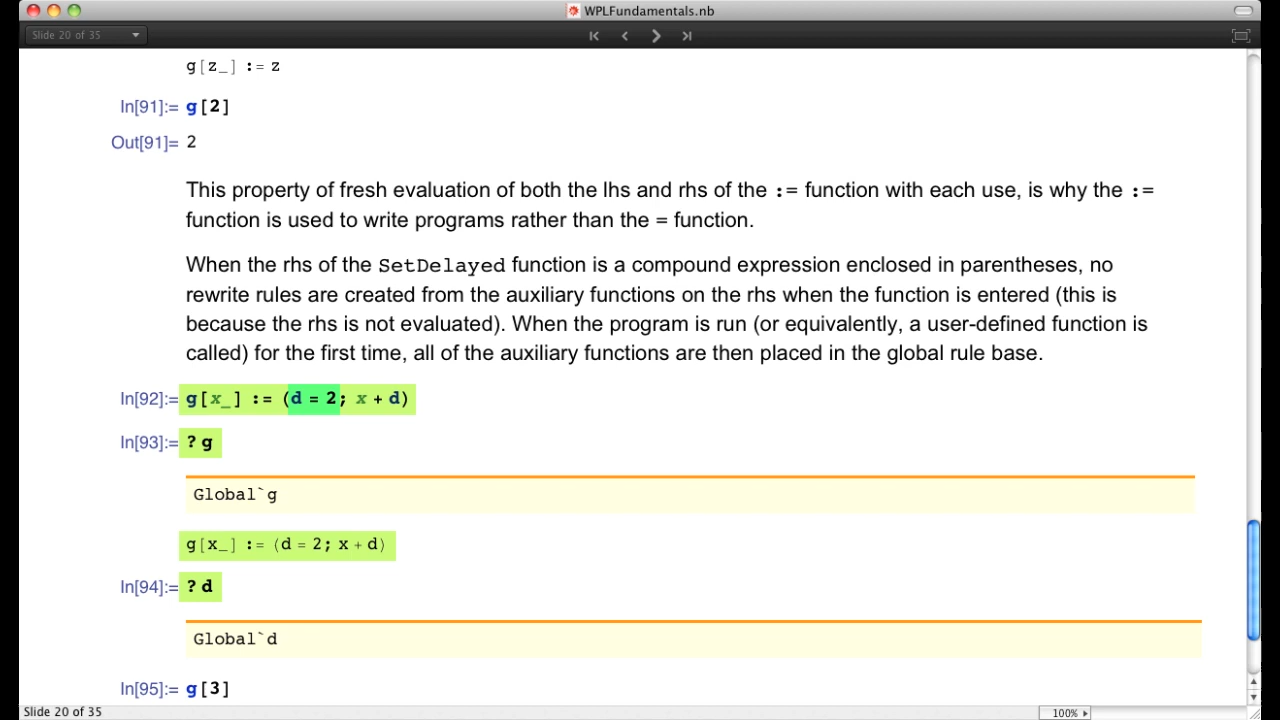 WPLFundamentals.nb
Slide 20 of 35
g[z_] := z
In[91]:= g[2]
Out[91]= 2
This property of fresh evaluation of both the lhs and rhs of the := function with each use, is why the :=
function is used to write programs rather than the = function.
When the rhs of the SetDelayed function is a compound expression enclosed in parentheses, no
rewrite rules are created from the auxiliary functions on the rhs when the function is entered (this is
because the rhs is not evaluated). When the program is run (or equivalently, a user-defined function is
called) for the first time, all of the auxiliary functions are then placed in the global rule base.
In[92]:= g[x_] := (d = 2; x + d)
In[93]:= ? g
Global`g
g[x_] := (d = 2; x + d)
In[94]:= ? d
Global`d
In[95]:= g[3]
Slide 20 of 35
100%